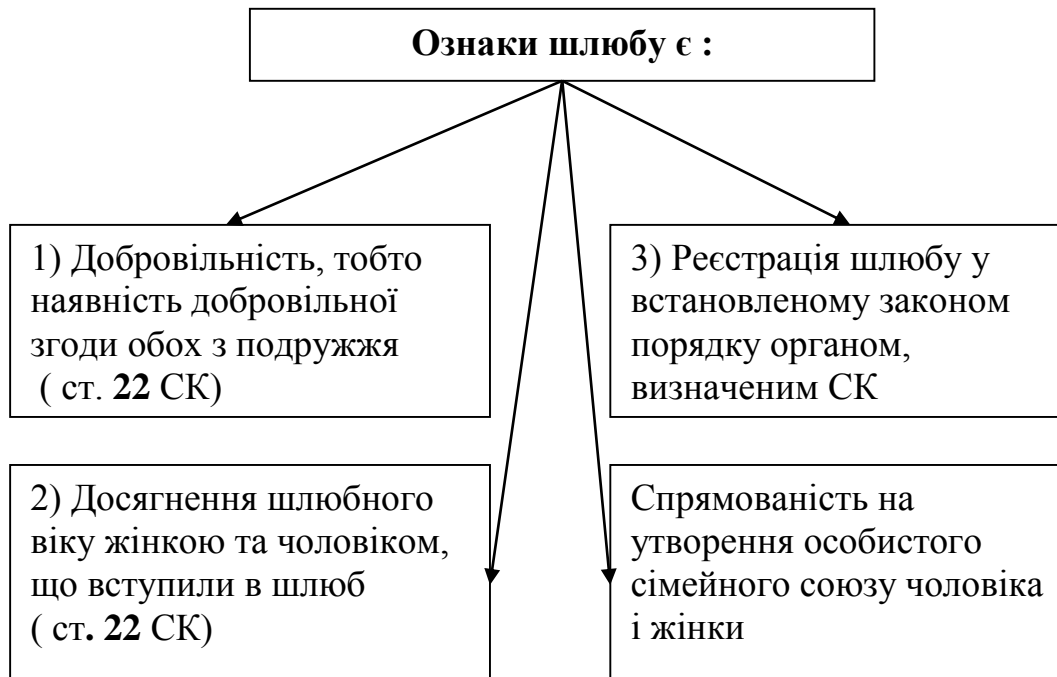 Ознаки шлюбу є :
1) Добровільність, тобто
наявність добровільної
згоди обох з подружжя
( ст. 22 СК)
2) Досягнення шлюбного
віку жінкою та чоловіком,
що вступили в шлюб
( ст. 22 СК)
3) Реєстрація шлюбу у
встановленому законом
порядку органом,
визначеним СК
Спрямованість на
утворення особистого
сімейного союзу чоловіка
і жінки